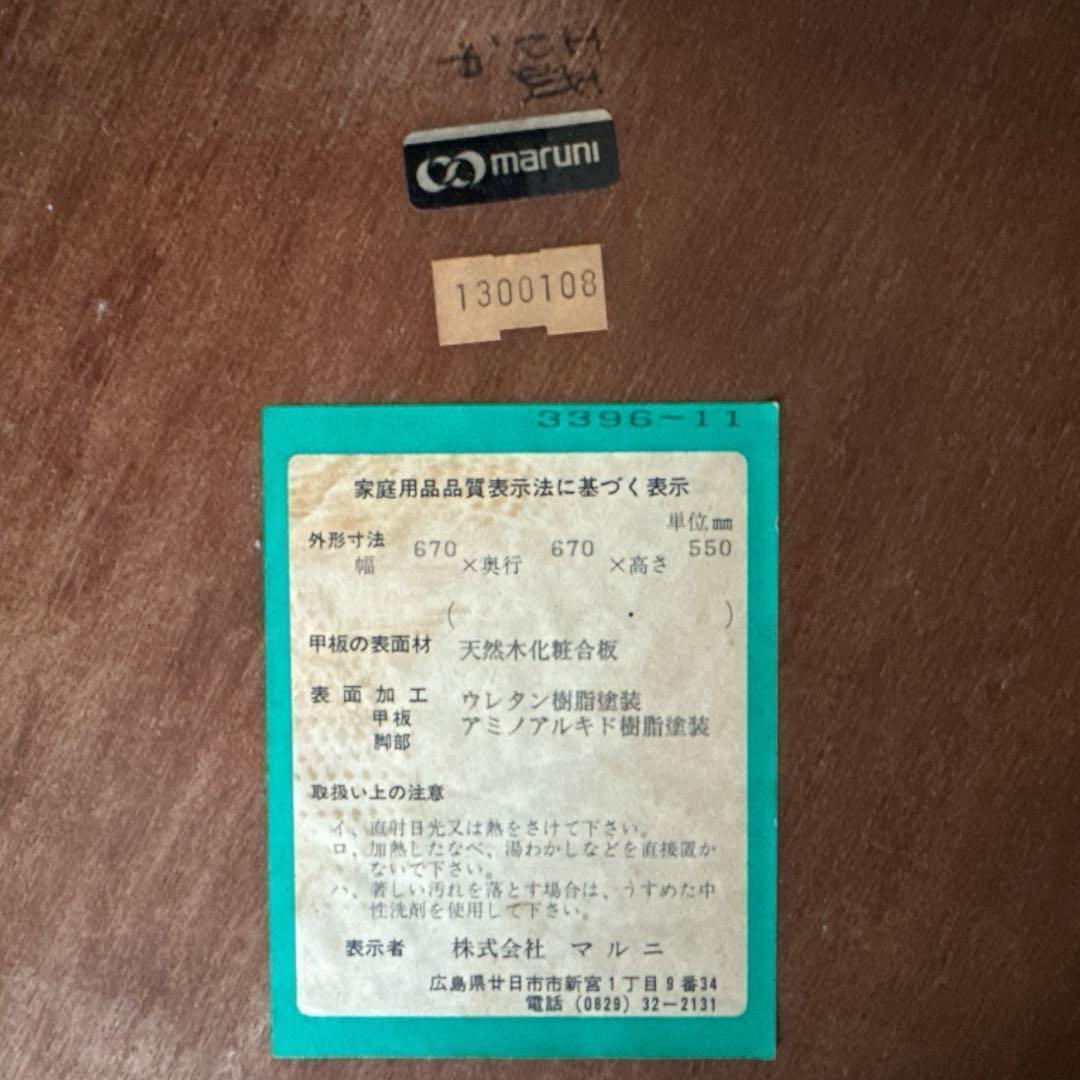 maruni
1300108
3396-11
家庭用品品質表示法に基づく表示
単位㎜
外形寸法
幅 670 ×奥行 670 ×高さ 550
( ・ )
甲板の表面材 天然木化粧合板
表面加工
甲板 ウレタン樹脂塗装
脚部 アミノアルキド樹脂塗装
取扱い上の注意
イ、直射日光又は熱をさけて下さい。
ロ、加熱したなべ、湯わかしなどを直接置か
ないで下さい。
ハ、著しい汚れを落とす場合は、うすめた中
性洗剤を使用して下さい。
表示者 株式会社 マルニ
広島県廿日市市新宮1丁目9番34
電話 (0829) 32-2131